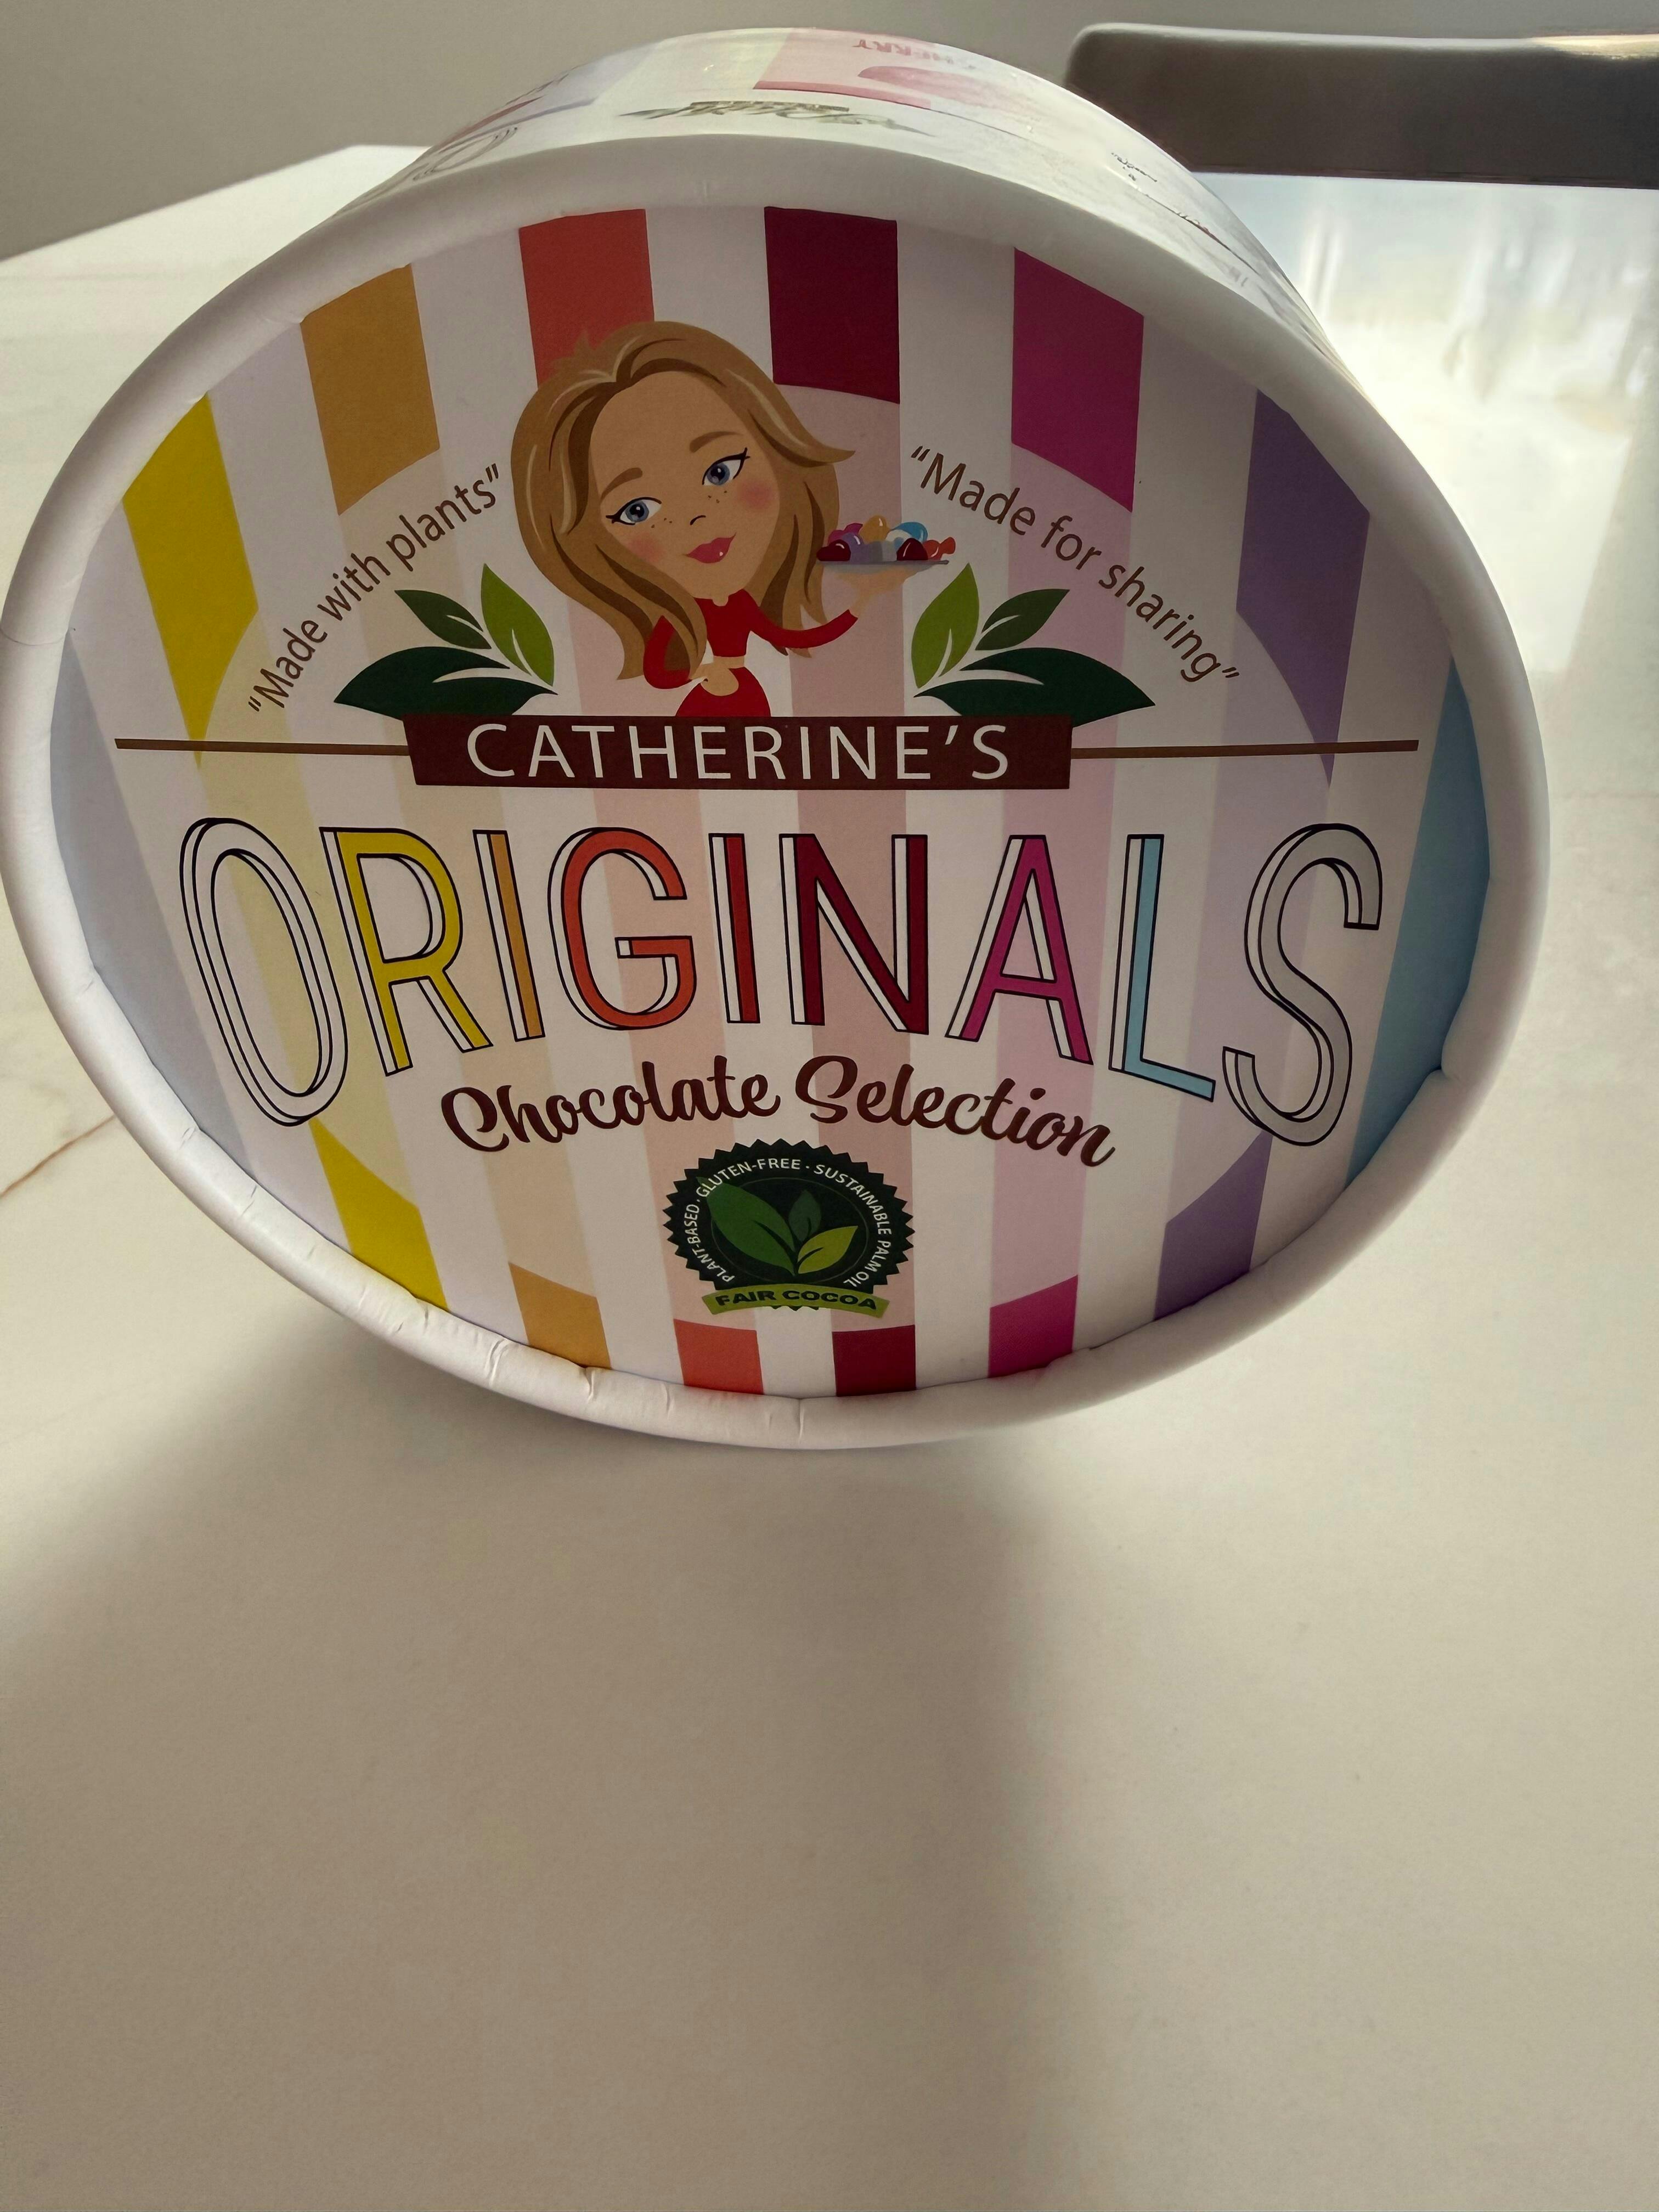 "Made with plants"
"Made for sharing"
CATHERINE'S
ORIGINALS
Chocolate Selection
PLANT-BASED · GLUTEN-FREE · SUSTAINABLE PALM OIL
FAIR COCOA